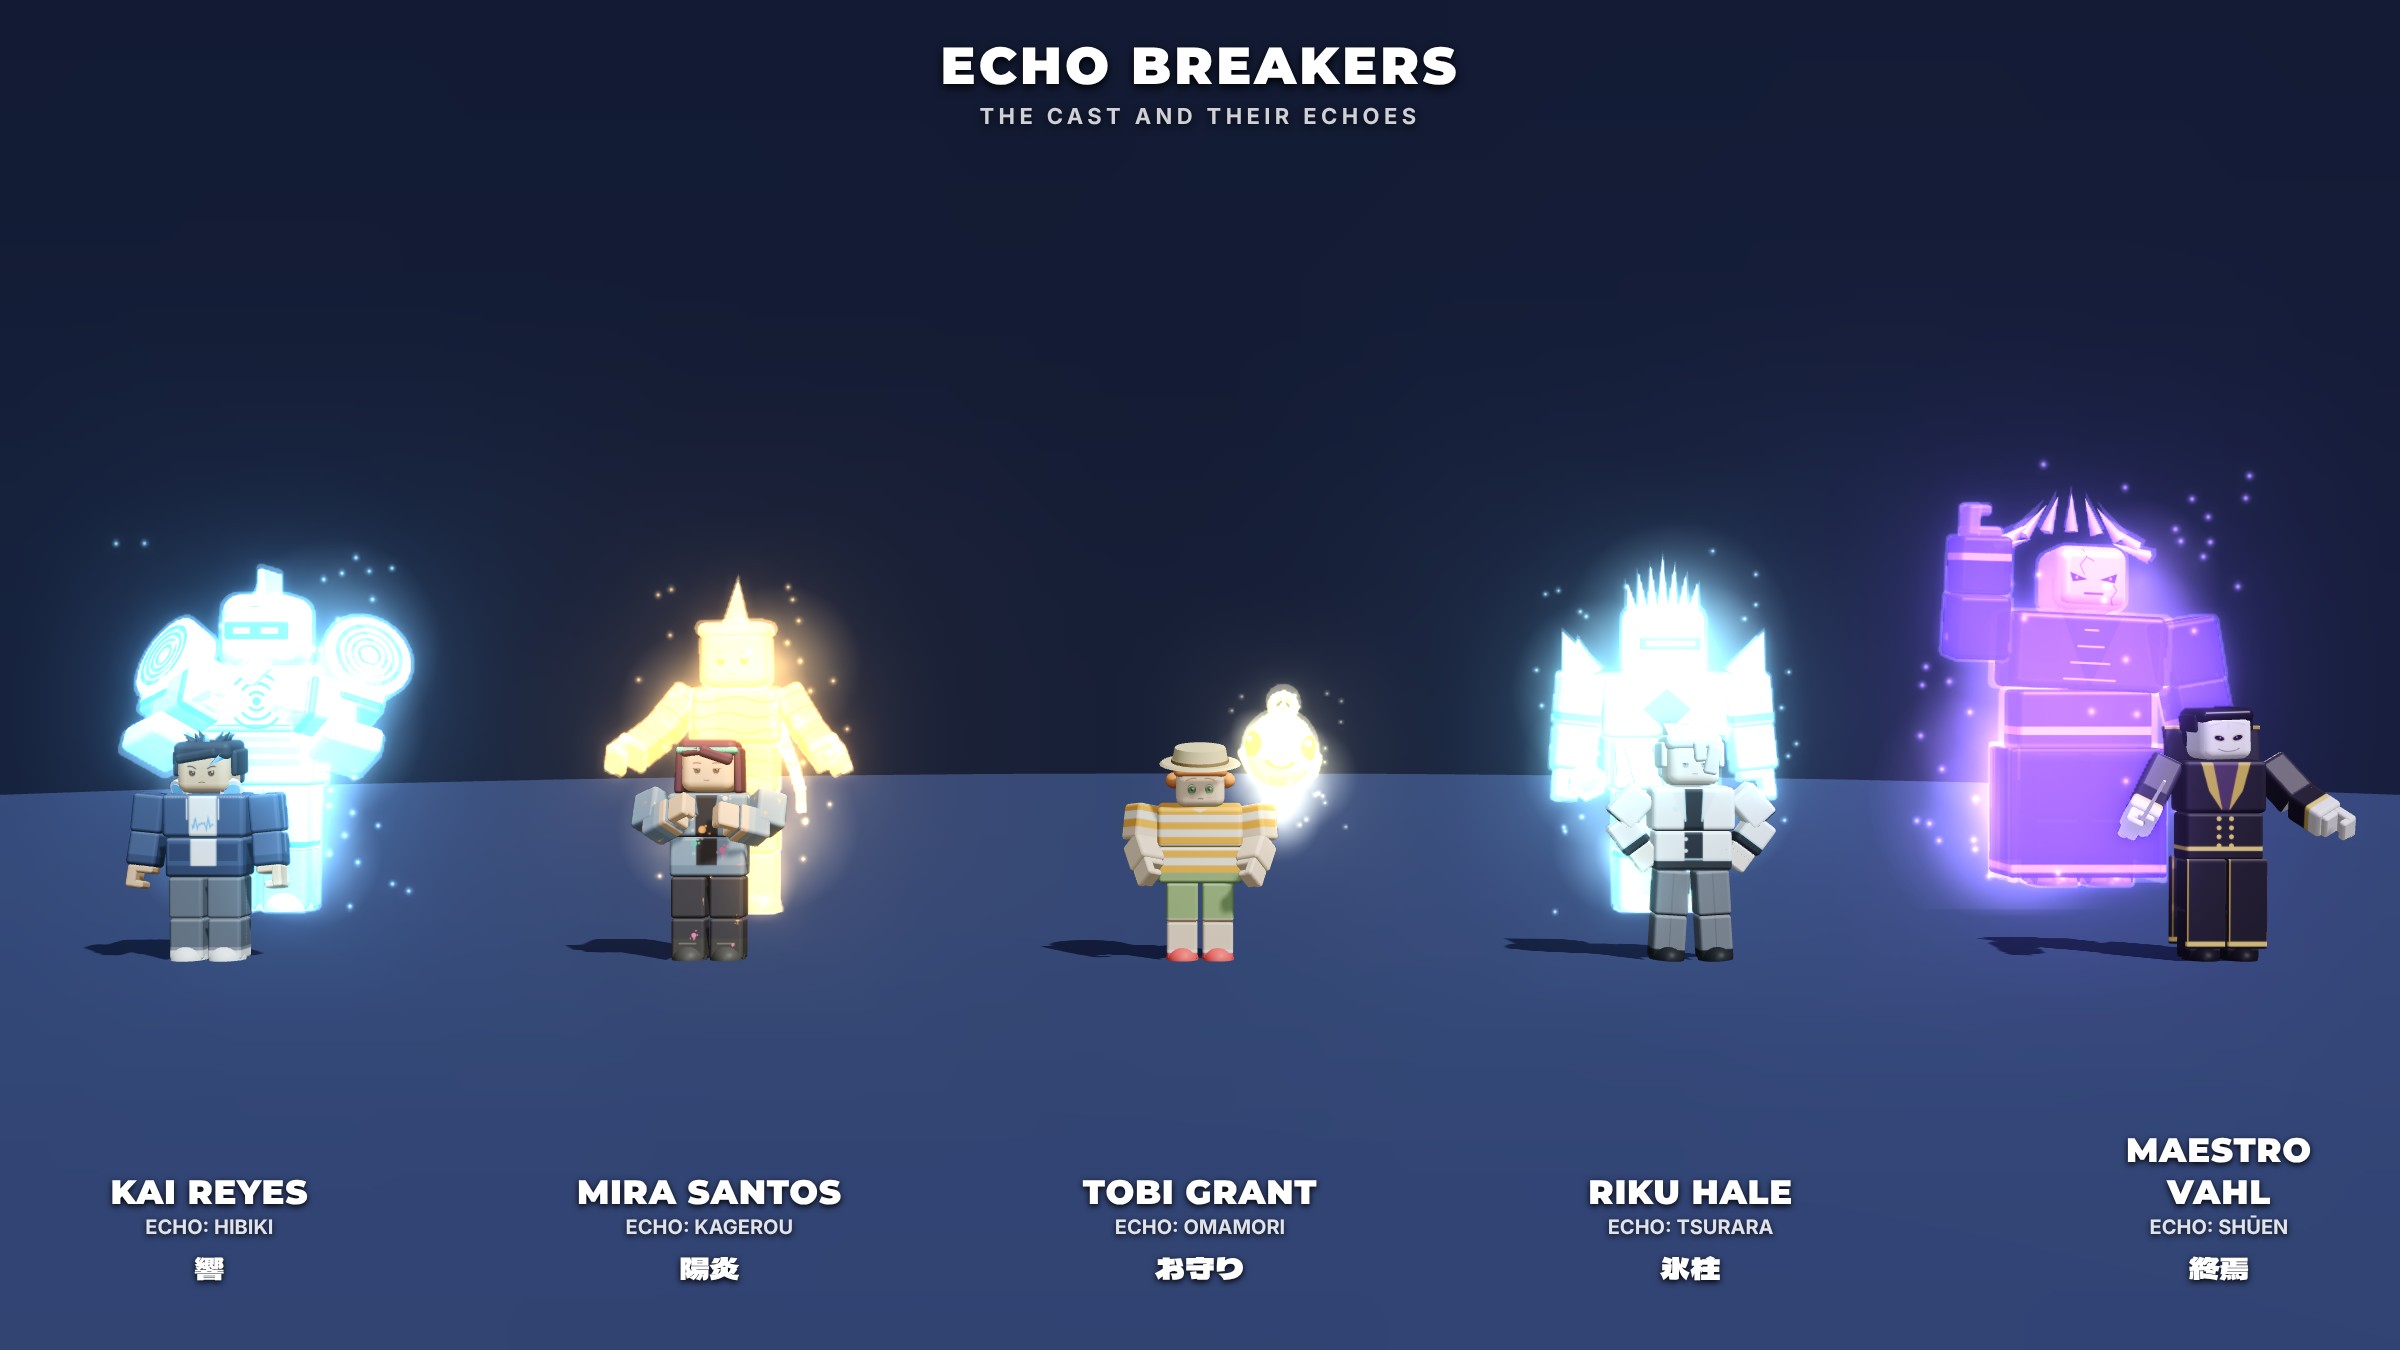 ECHO BREAKERS
THE CAST AND THEIR ECHOES
KAI REYES
ECHO: HIBIKI
響
MIRA SANTOS
ECHO: KAGEROU
陽炎
TOBI GRANT
ECHO: OMAMORI
お守り
RIKU HALE
ECHO: TSURARA
氷柱
MAESTRO
VAHL
ECHO: SHŪEN
終焉